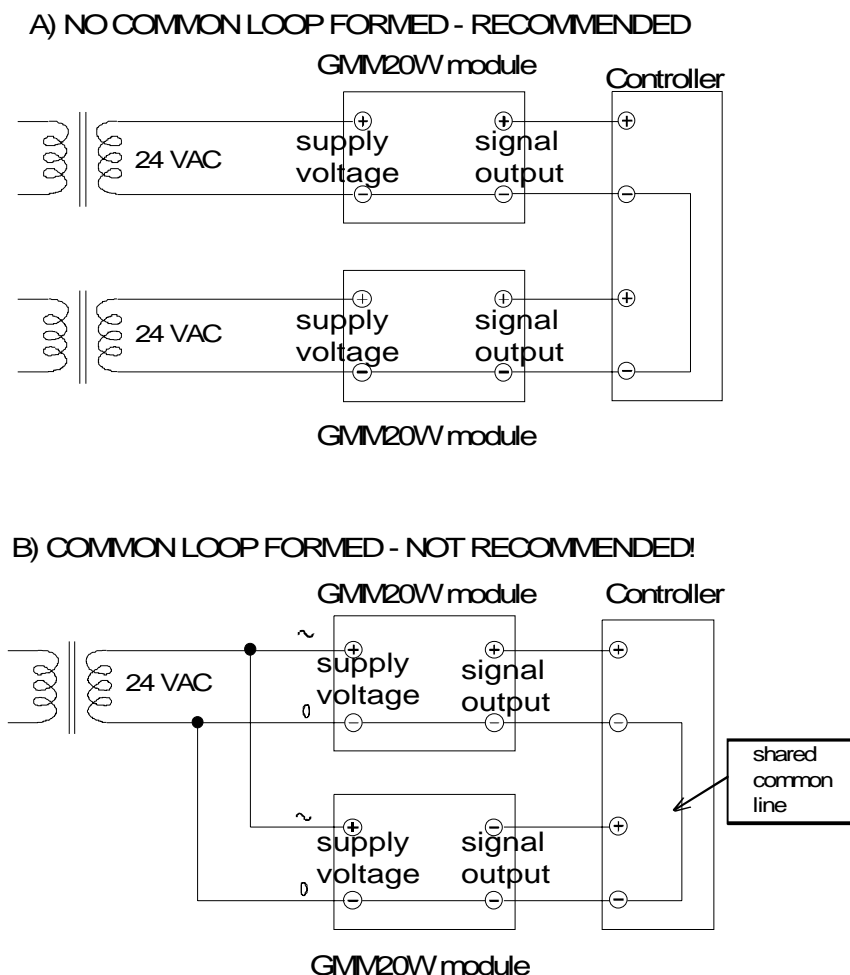 A) NO COMMON LOOP FORMED - RECOMMENDED
GMM20W module
Controller
24 VAC
supply voltage
signal output
+ + +
- - -
24 VAC
supply voltage
signal output
+ + +
- - -
GMM20W module
B) COMMON LOOP FORMED - NOT RECOMMENDED!
GMM20W module
Controller
~
+ + +
24 VAC
supply voltage
signal output
0
- - -
shared
common
line
~
+ - +
supply voltage
signal output
0
- - -
GMM20W module